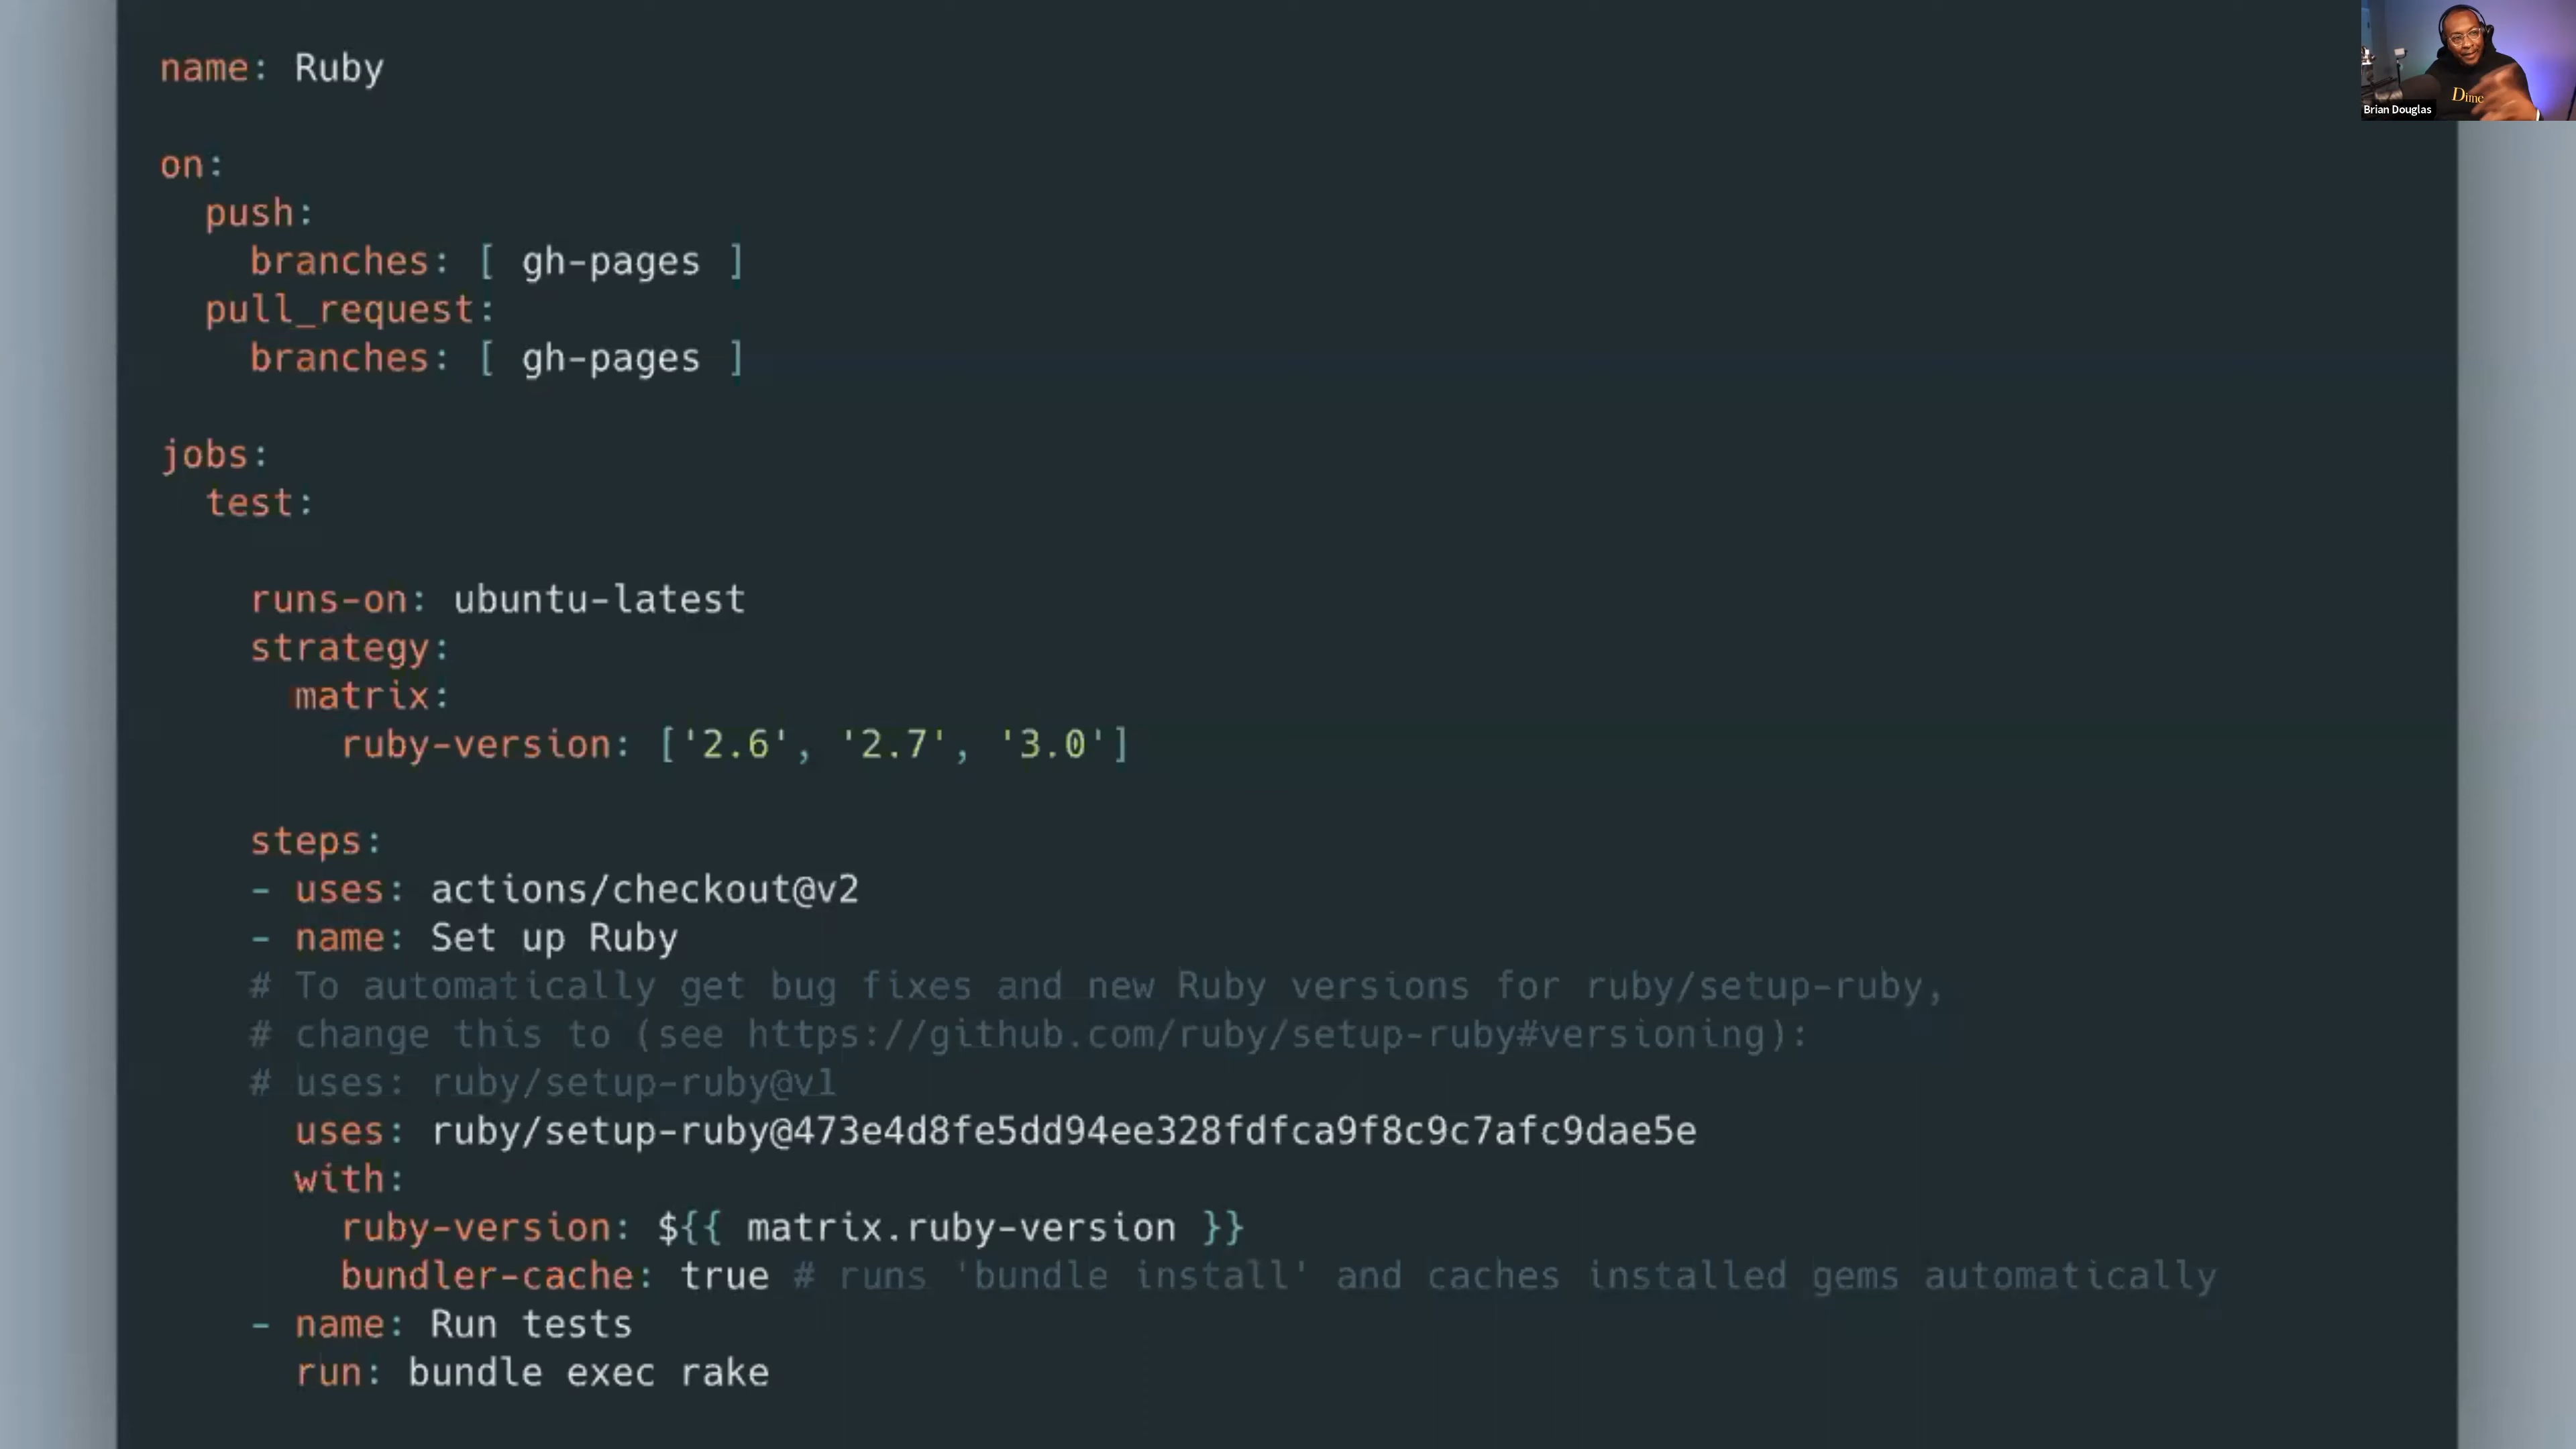 name: Ruby
on:
push:
branches: [ gh-pages ]
pull_request:
branches: [ gh-pages ]
jobs:
test:
runs-on: ubuntu-latest
strategy:
matrix:
ruby-version: ['2.6', '2.7', '3.0']
steps:
- uses: actions/checkout@v2
- name: Set up Ruby
# To automatically get bug fixes and new Ruby versions for ruby/setup-ruby,
# change this to (see https://github.com/ruby/setup-ruby#versioning):
# uses: ruby/setup-ruby@v1
uses: ruby/setup-ruby@473e4d8fe5dd94ee328fdfca9f8c9c7afc9dae5e
with:
ruby-version: ${{ matrix.ruby-version }}
bundler-cache: true # runs 'bundle install' and caches installed gems automatically
- name: Run tests
run: bundle exec rake
Dime
Brian Douglas